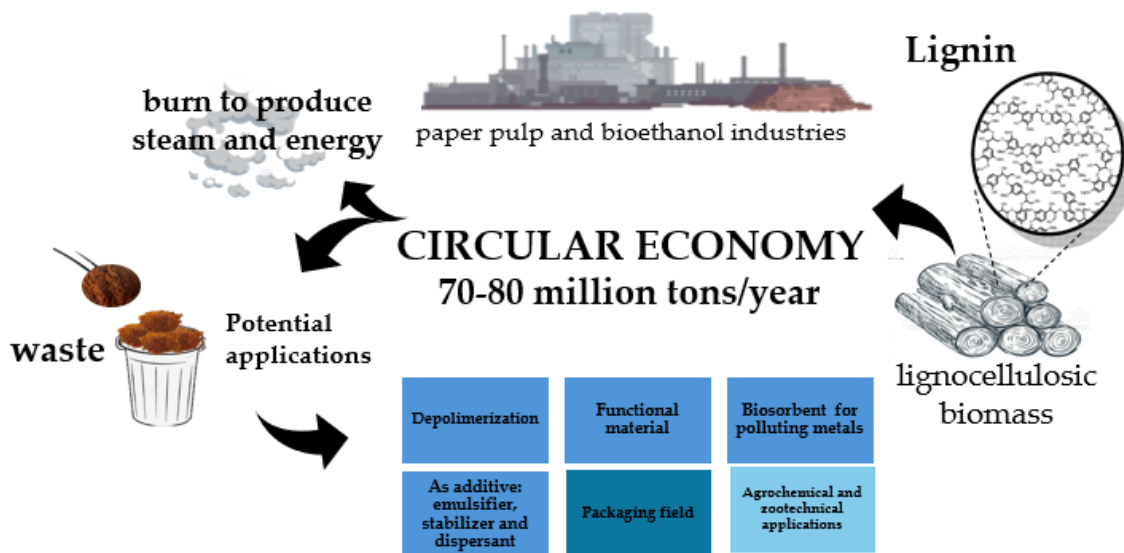 Lignin
burn to produce
steam and energy
paper pulp and bioethanol industries
CIRCULAR ECONOMY
70-80 million tons/year
waste
Potential
applications
lignocellulosic
biomass
Depolimerization
Functional
material
Biosorbent for
polluting metals
As additive:
emulsifier,
stabilizer and
dispersant
Packaging field
Agrochemical and
zootechnical
applications